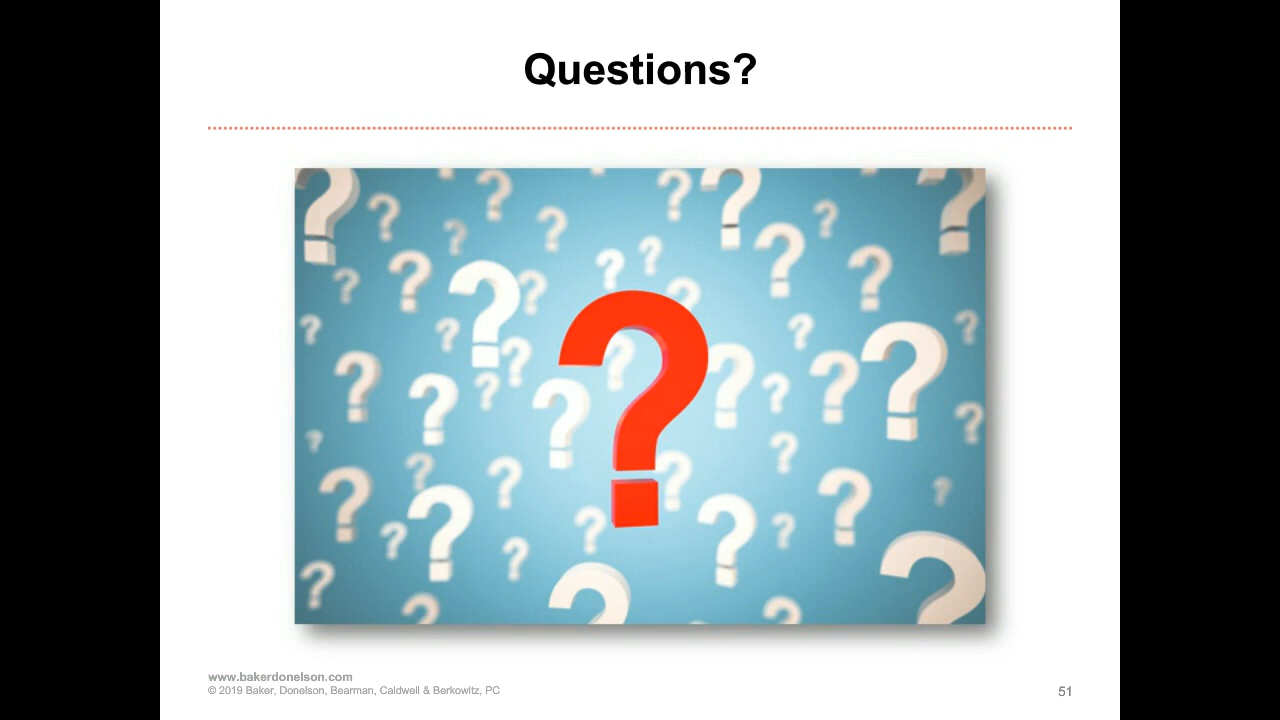 Questions?
www.bakerdonelson.com
© 2019 Baker, Donelson, Bearman, Caldwell & Berkowitz, PC
51